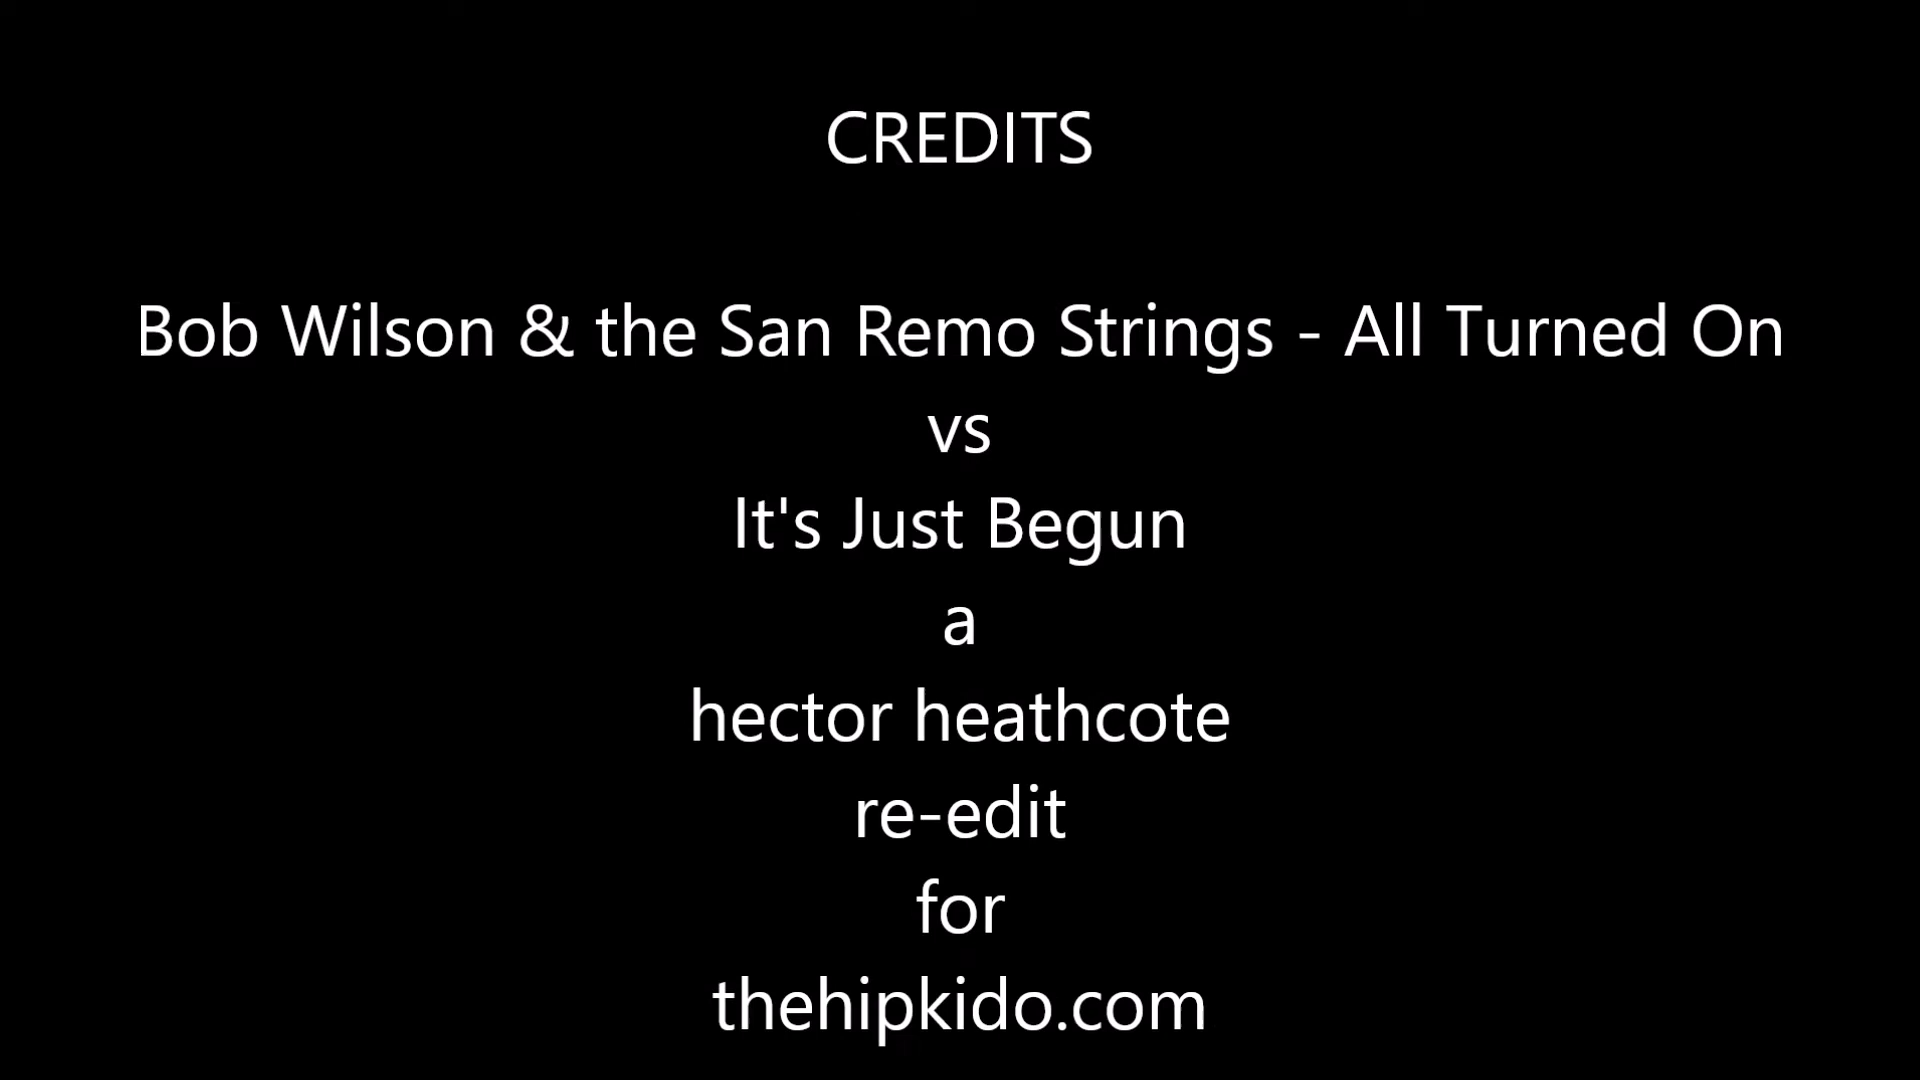 CREDITS
Bob Wilson & the San Remo Strings - All Turned On
vs
It's Just Begun
a
hector heathcote
re-edit
for
thehipkido.com